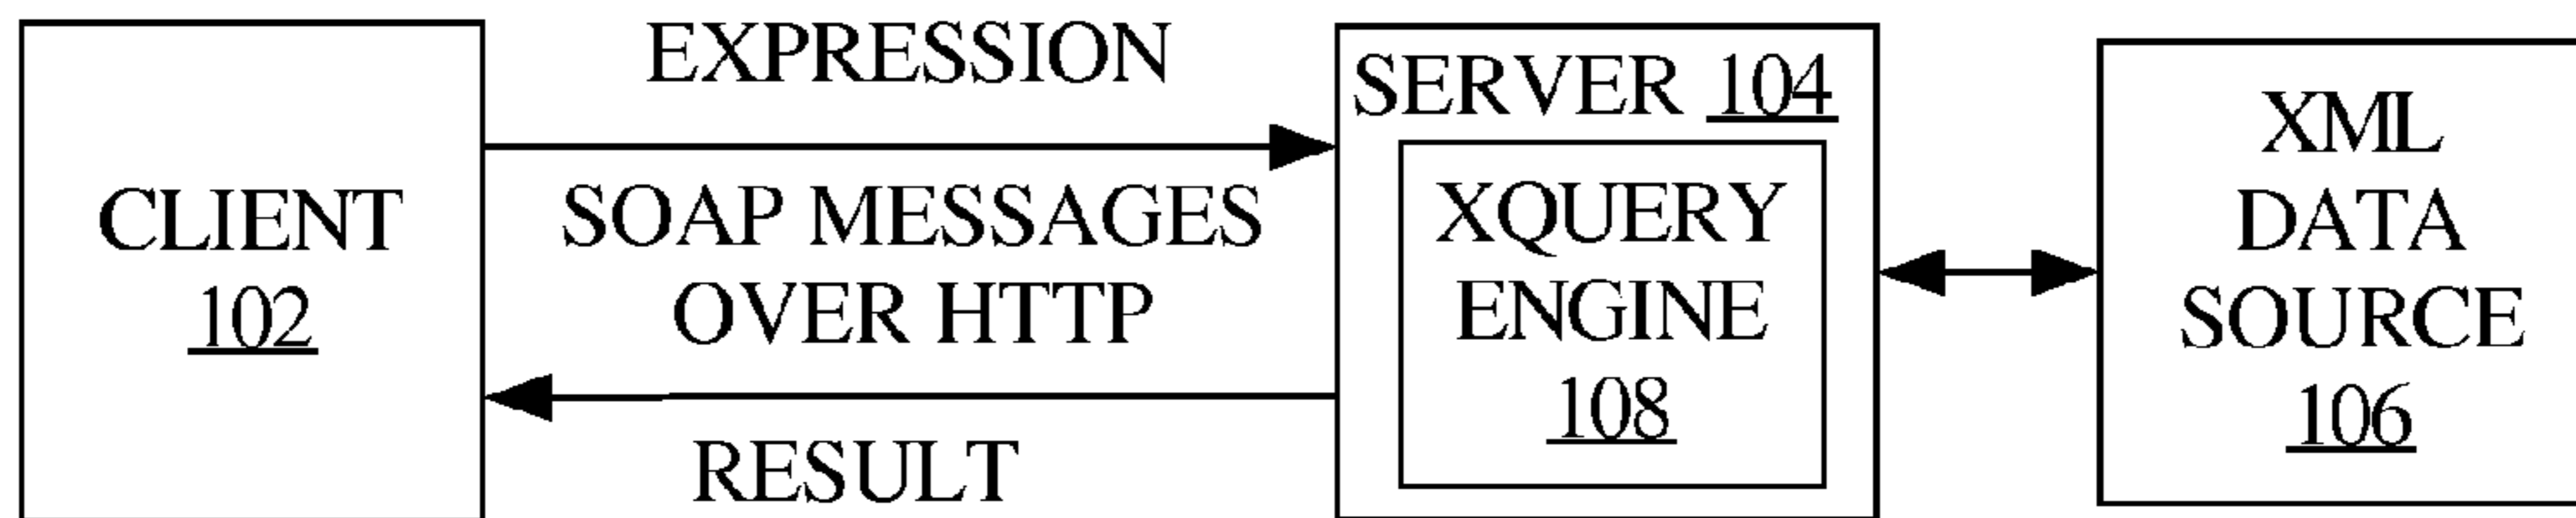 CLIENT
102
EXPRESSION
SOAP MESSAGES
OVER HTTP
RESULT
SERVER 104
XQUERY
ENGINE
108
XML
DATA
SOURCE
106